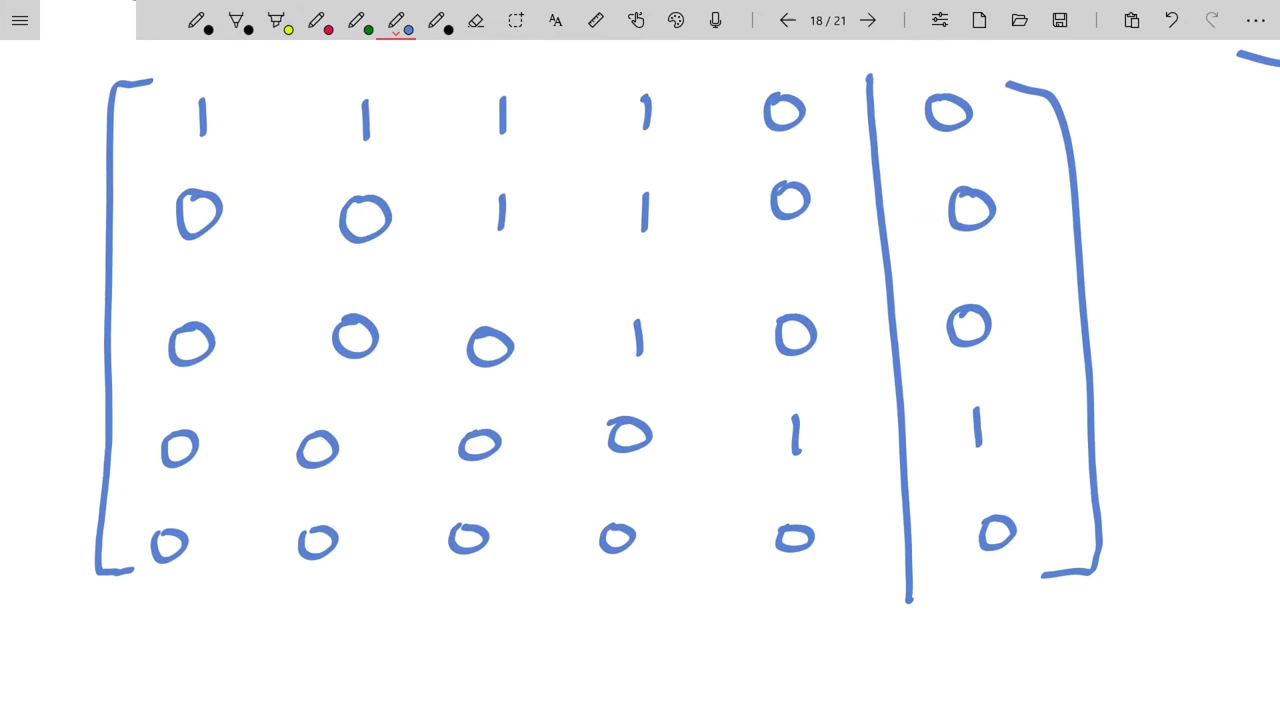 18/21
1 1 1 1 0 | 0
0 0 1 1 0 | 0
0 0 0 1 0 | 0
0 0 0 0 1 | 1
0 0 0 0 0 | 0